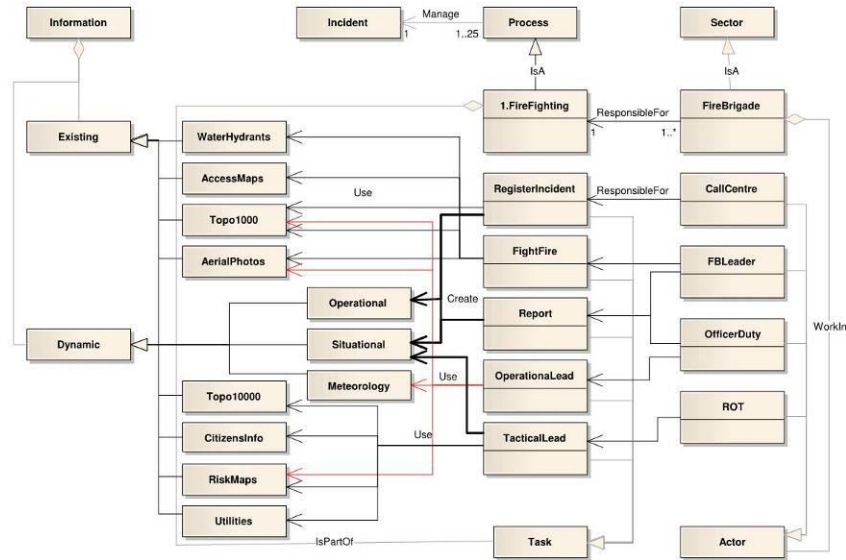 Information
Incident
Manage
1
1..25
Process
Sector
IsA
IsA
1.FireFighting
ResponsibleFor
1
1..*
FireBrigade
Existing
WaterHydrants
AccessMaps
Use
RegisterIncident
ResponsibleFor
CallCentre
Topo1000
AerialPhotos
FightFire
FBLeader
Operational
Create
Report
OfficerDuty
WorkIn
Dynamic
Situational
Meteorology
Use
OperationaLead
Topo10000
ROT
CitizensInfo
Use
TacticalLead
RiskMaps
Utilities
IsPartOf
Task
Actor